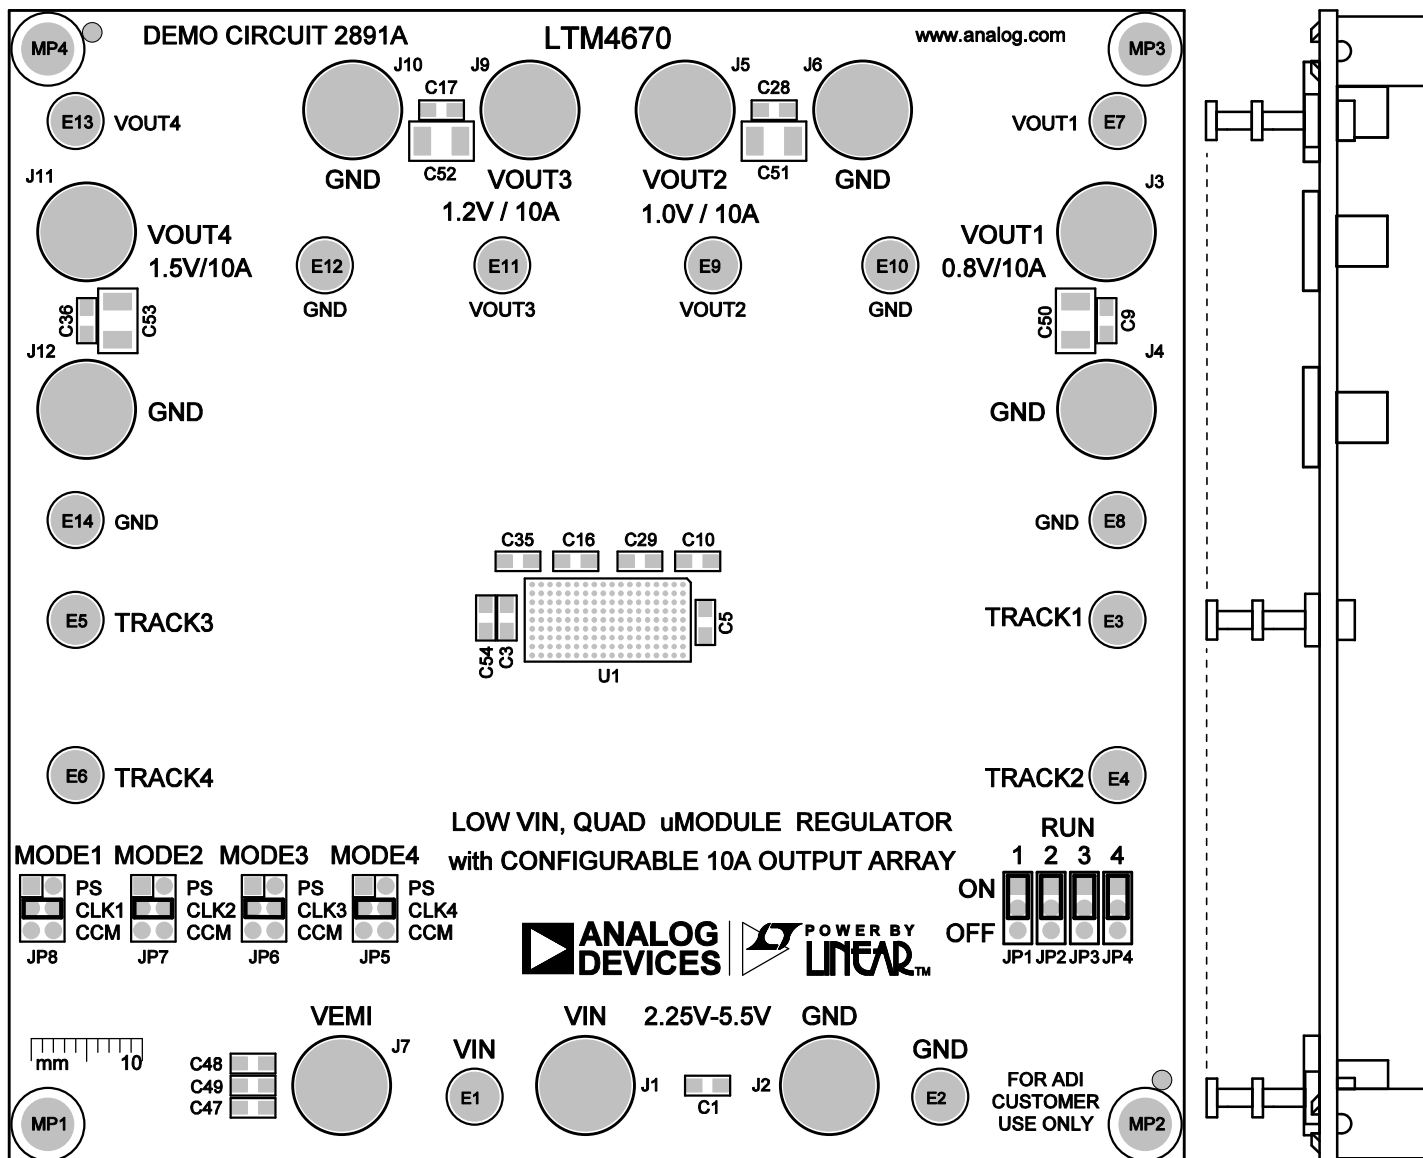 MP4
DEMO CIRCUIT 2891A
LTM4670
www.analog.com
MP3
J10
J9
J5
J6
C17
C28
E13
VOUT4
VOUT1
E7
C52
C51
GND
VOUT3
VOUT2
GND
J11
J3
1.2V / 10A
1.0V / 10A
VOUT4
VOUT1
1.5V/10A
0.8V/10A
E12
E11
E9
E10
GND
VOUT3
VOUT2
GND
C36
C53
C50
C9
J12
J4
GND
GND
E14
GND
GND
E8
C35
C16
C29
C10
E5
TRACK3
TRACK1
E3
C54
C3
C5
U1
E6
TRACK4
TRACK2
E4
LOW VIN, QUAD uMODULE REGULATOR
with CONFIGURABLE 10A OUTPUT ARRAY
RUN
1 2 3 4
ON
OFF
JP1 JP2 JP3 JP4
MODE1 MODE2 MODE3 MODE4
PS PS PS PS
CLK1 CLK2 CLK3 CLK4
CCM CCM CCM CCM
JP8 JP7 JP6 JP5
ANALOG
DEVICES
POWER BY
LINEAR TM
VEMI
VIN
2.25V-5.5V
GND
J7
VIN
GND
mm 10
C48
C49
C47
E1
J1
C1
J2
E2
FOR ADI
CUSTOMER
USE ONLY
MP1
MP2